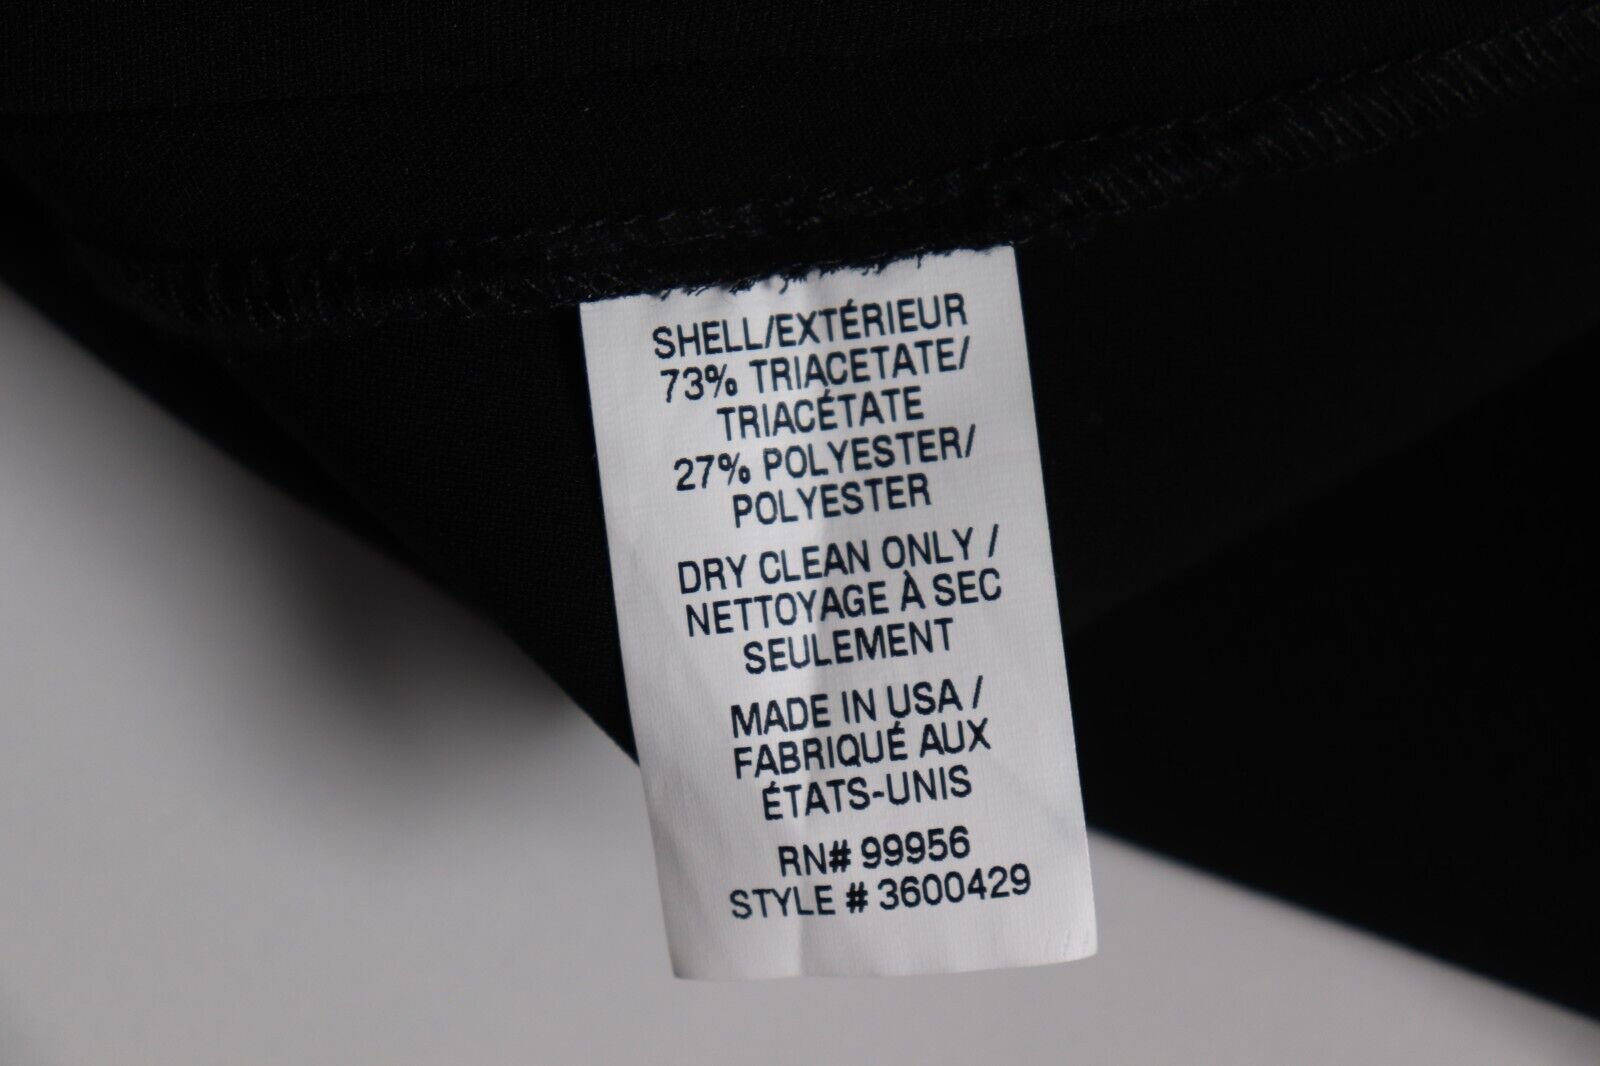 SHELL/EXTÉRIEUR
73% TRIACETATE/
TRIACÉTATE
27% POLYESTER/
POLYESTER
DRY CLEAN ONLY /
NETTOYAGE À SEC
SEULEMENT
MADE IN USA /
FABRIQUÉ AUX
ÉTATS-UNIS
RN# 99956
STYLE # 3600429